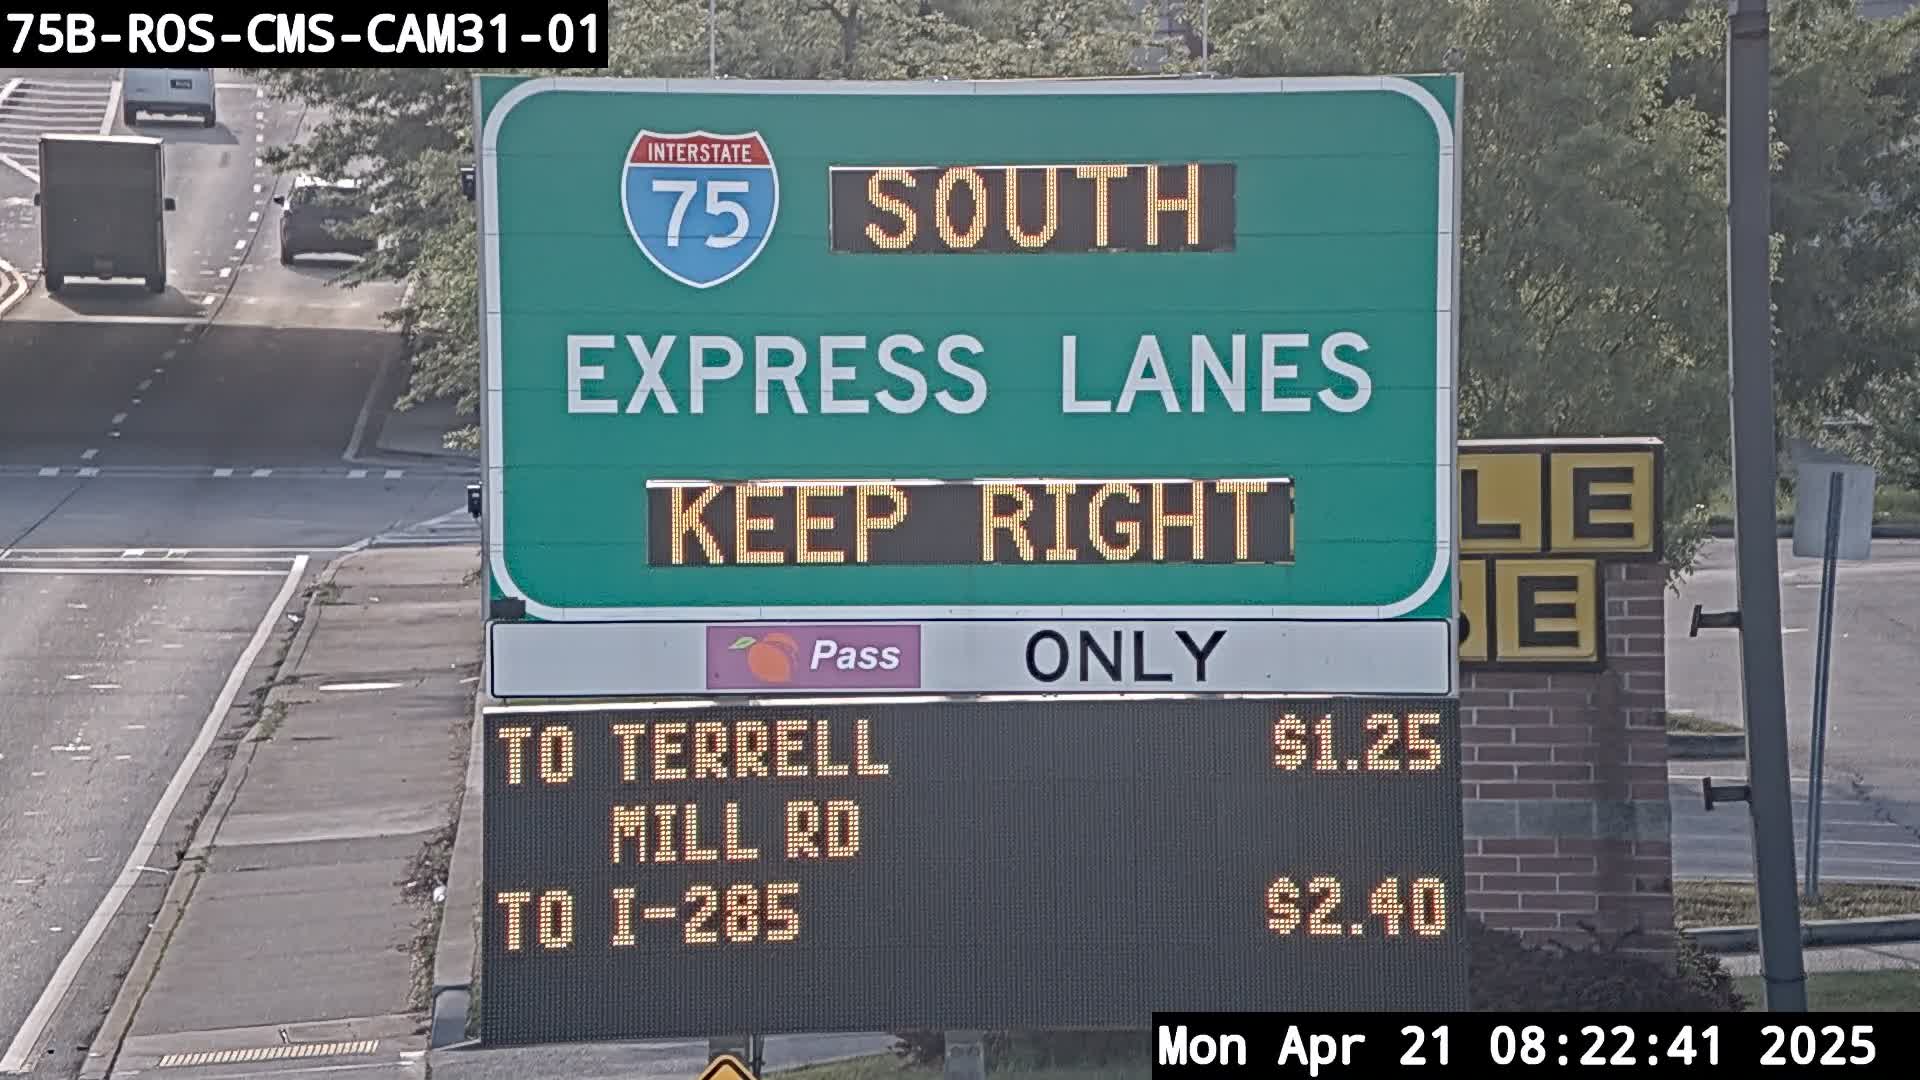 75B-ROS-CMS-CAM31-01
INTERSTATE
75
SOUTH
EXPRESS LANES
KEEP RIGHT
Pass ONLY
TO TERRELL $1.25
MILL RD
TO I-285 $2.40
LE
E
Mon Apr 21 08:22:41 2025